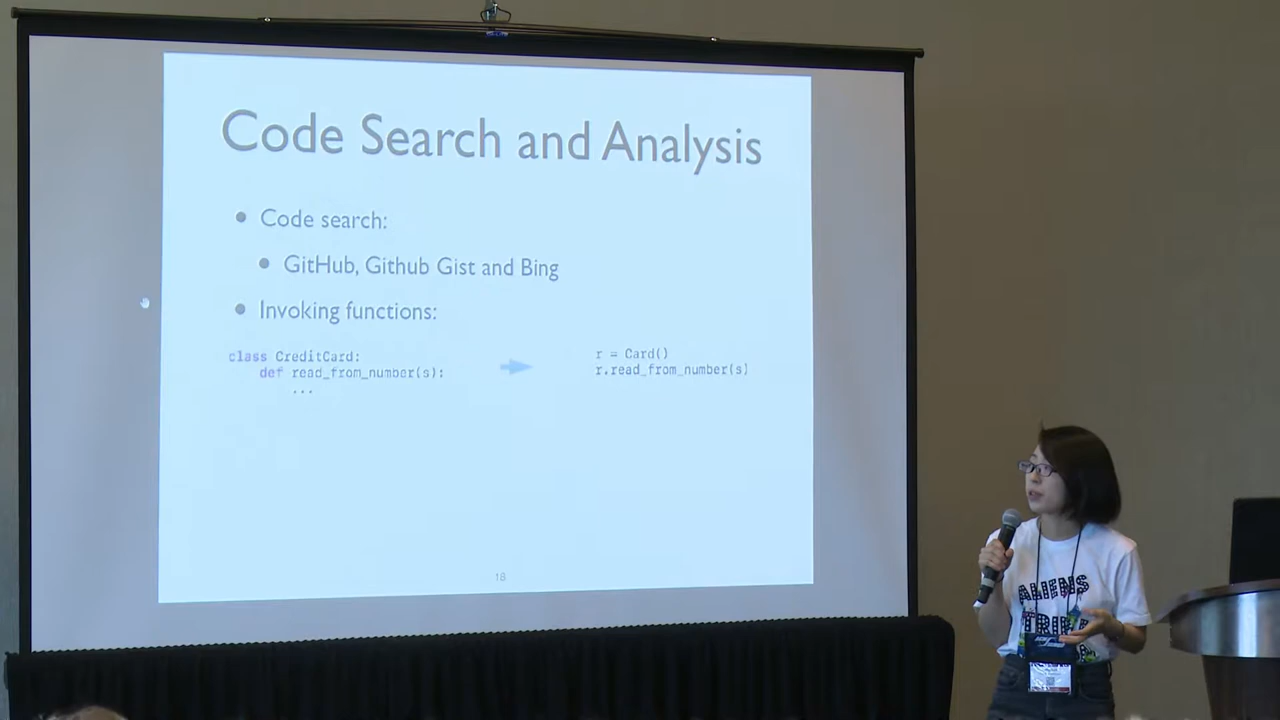 Code Search and Analysis
Code search:
GitHub, Github Gist and Bing
Invoking functions:
class CreditCard:
def read_from_number(s):
...
r = Card()
r.read_from_number(s)
18
ALIENS